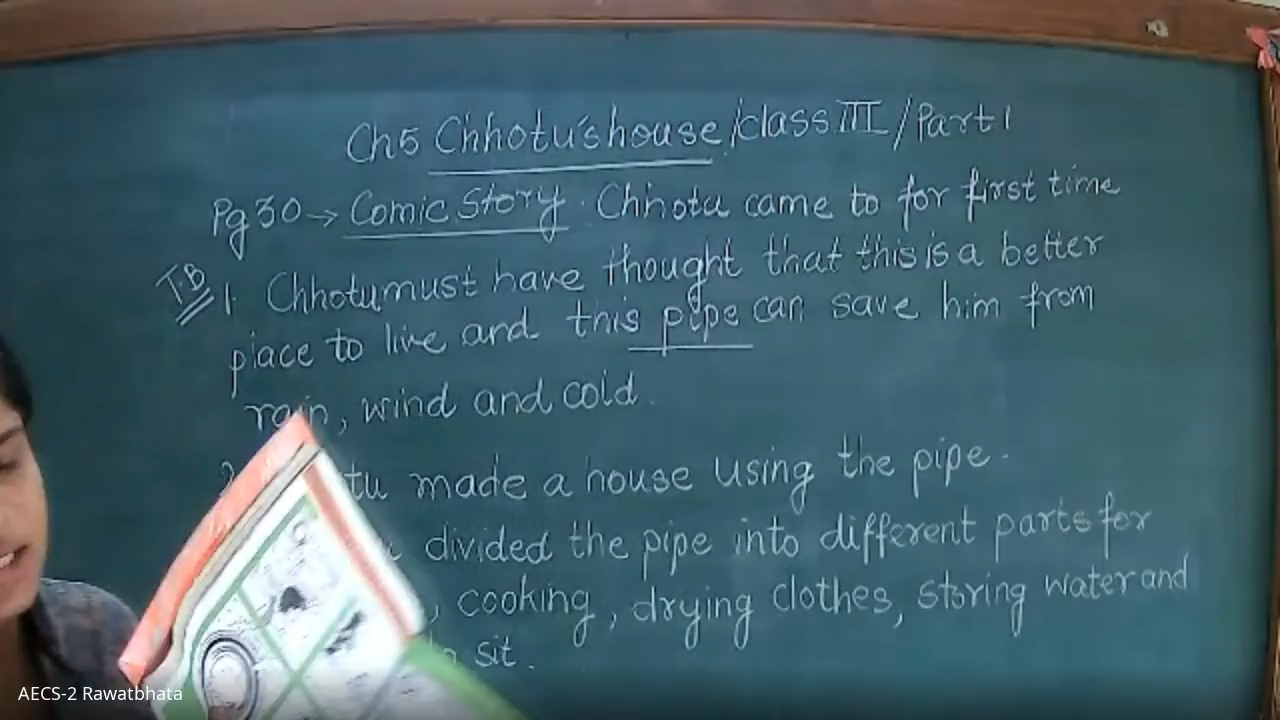 Ch5 Chhotu's house/class III/Part 1
Pg 30 → Comic Story. Chhotu came to for first time
TB
1. Chhotu must have thought that this is a better
place to live and this pipe can save him from
rain, wind and cold.
2. tu made a house using the pipe.
divided the pipe into different parts for
, cooking, drying clothes, storing water and
sit.
AECS-2 Rawatbhata